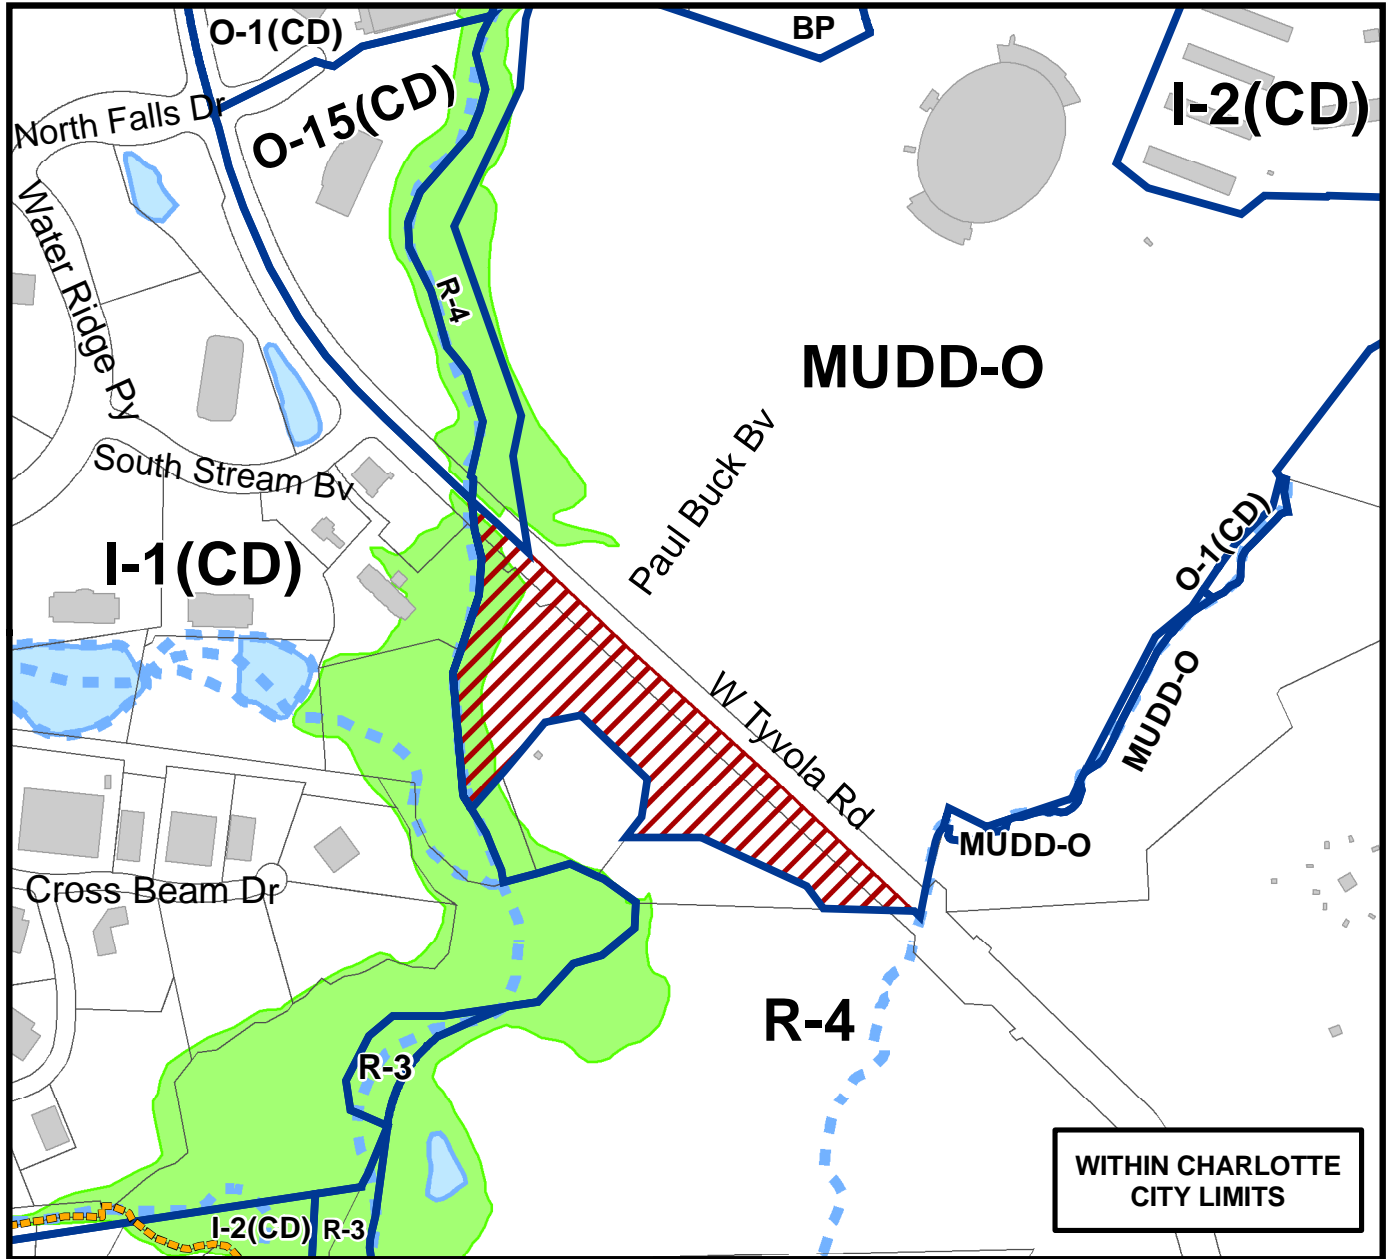 O-1(CD)
BP
I-2(CD)
North Falls Dr
O-15(CD)
Water Ridge Py
R-4
MUDD-O
Paul Buck Bv
South Stream Bv
I-1(CD)
O-1(CD)
MUDD-O
W Tyvola Rd
MUDD-O
Cross Beam Dr
R-4
R-3
WITHIN CHARLOTTE
CITY LIMITS
I-2(CD)
R-3